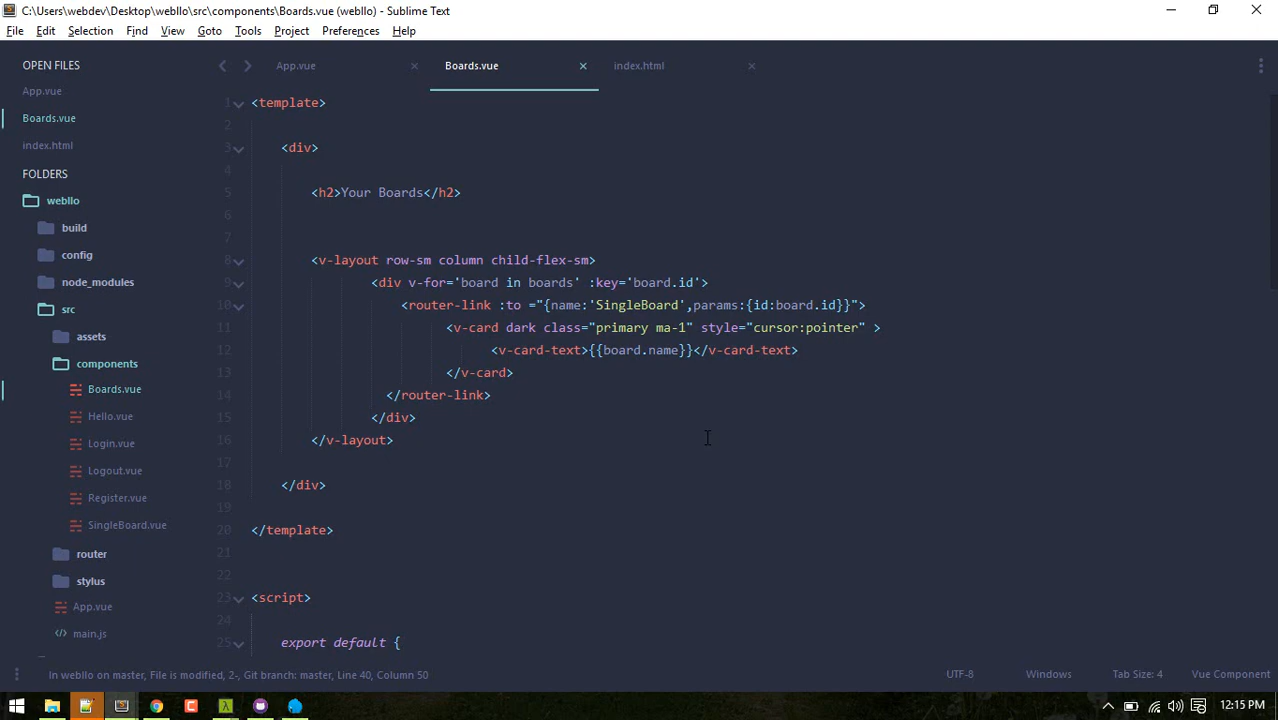 C:\Users\webdev\Desktop\webllo\src\components\Boards.vue (webllo) - Sublime Text
File Edit Selection Find View Goto Tools Project Preferences Help
OPEN FILES
App.vue
Boards.vue
index.html
FOLDERS
webllo
build
config
node_modules
src
assets
components
Boards.vue
Hello.vue
Login.vue
Logout.vue
Register.vue
SingleBoard.vue
router
stylus
App.vue
</> main.js
App.vue × Boards.vue × index.html ×
1 <template>
2
3 <div>
4
5 <h2>Your Boards</h2>
6
7
8 <v-layout row-sm column child-flex-sm>
9 <div v-for='board in boards' :key='board.id'>
10 <router-link :to ="{name:'SingleBoard',params:{id:board.id}}">
11 <v-card dark class="primary ma-1" style="cursor:pointer" >
12 <v-card-text>{{board.name}}</v-card-text>
13 </v-card>
14 </router-link>
15 </div>
16 </v-layout>
17
18 </div>
19
20 </template>
21
22
23 <script>
24
25 export default {
In webllo on master, File is modified, 2-, Git branch: master, Line 40, Column 50 UTF-8 Windows Tab Size: 4 Vue Component
12:15 PM